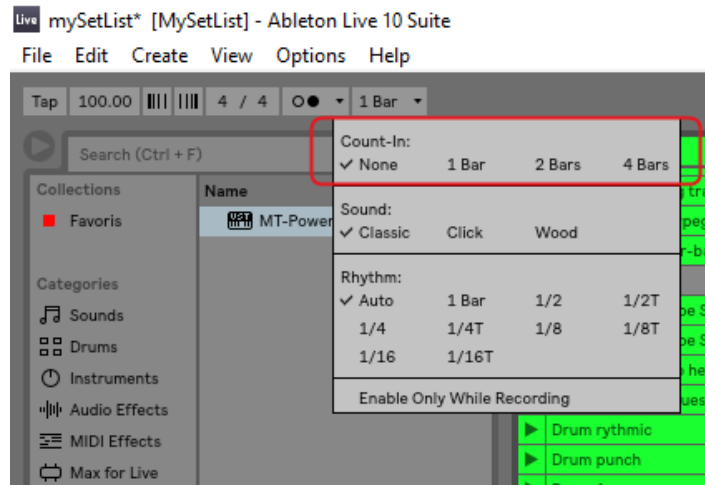 Live mySetList* [MySetList] - Ableton Live 10 Suite
File Edit Create View Options Help
Tap 100.00 4 / 4 1 Bar
Search (Ctrl + F)
Count-In:
None 1 Bar 2 Bars 4 Bars
Collections Name
Favoris MT-Power
Sound:
Classic Click Wood
Categories
Rhythm:
Auto 1 Bar 1/2 1/2T
Sounds
1/4 1/4T 1/8 1/8T
Drums
1/16 1/16T
Instruments
Enable Only While Recording
Audio Effects
Drum rythmic
MIDI Effects
Drum punch
Max for Live